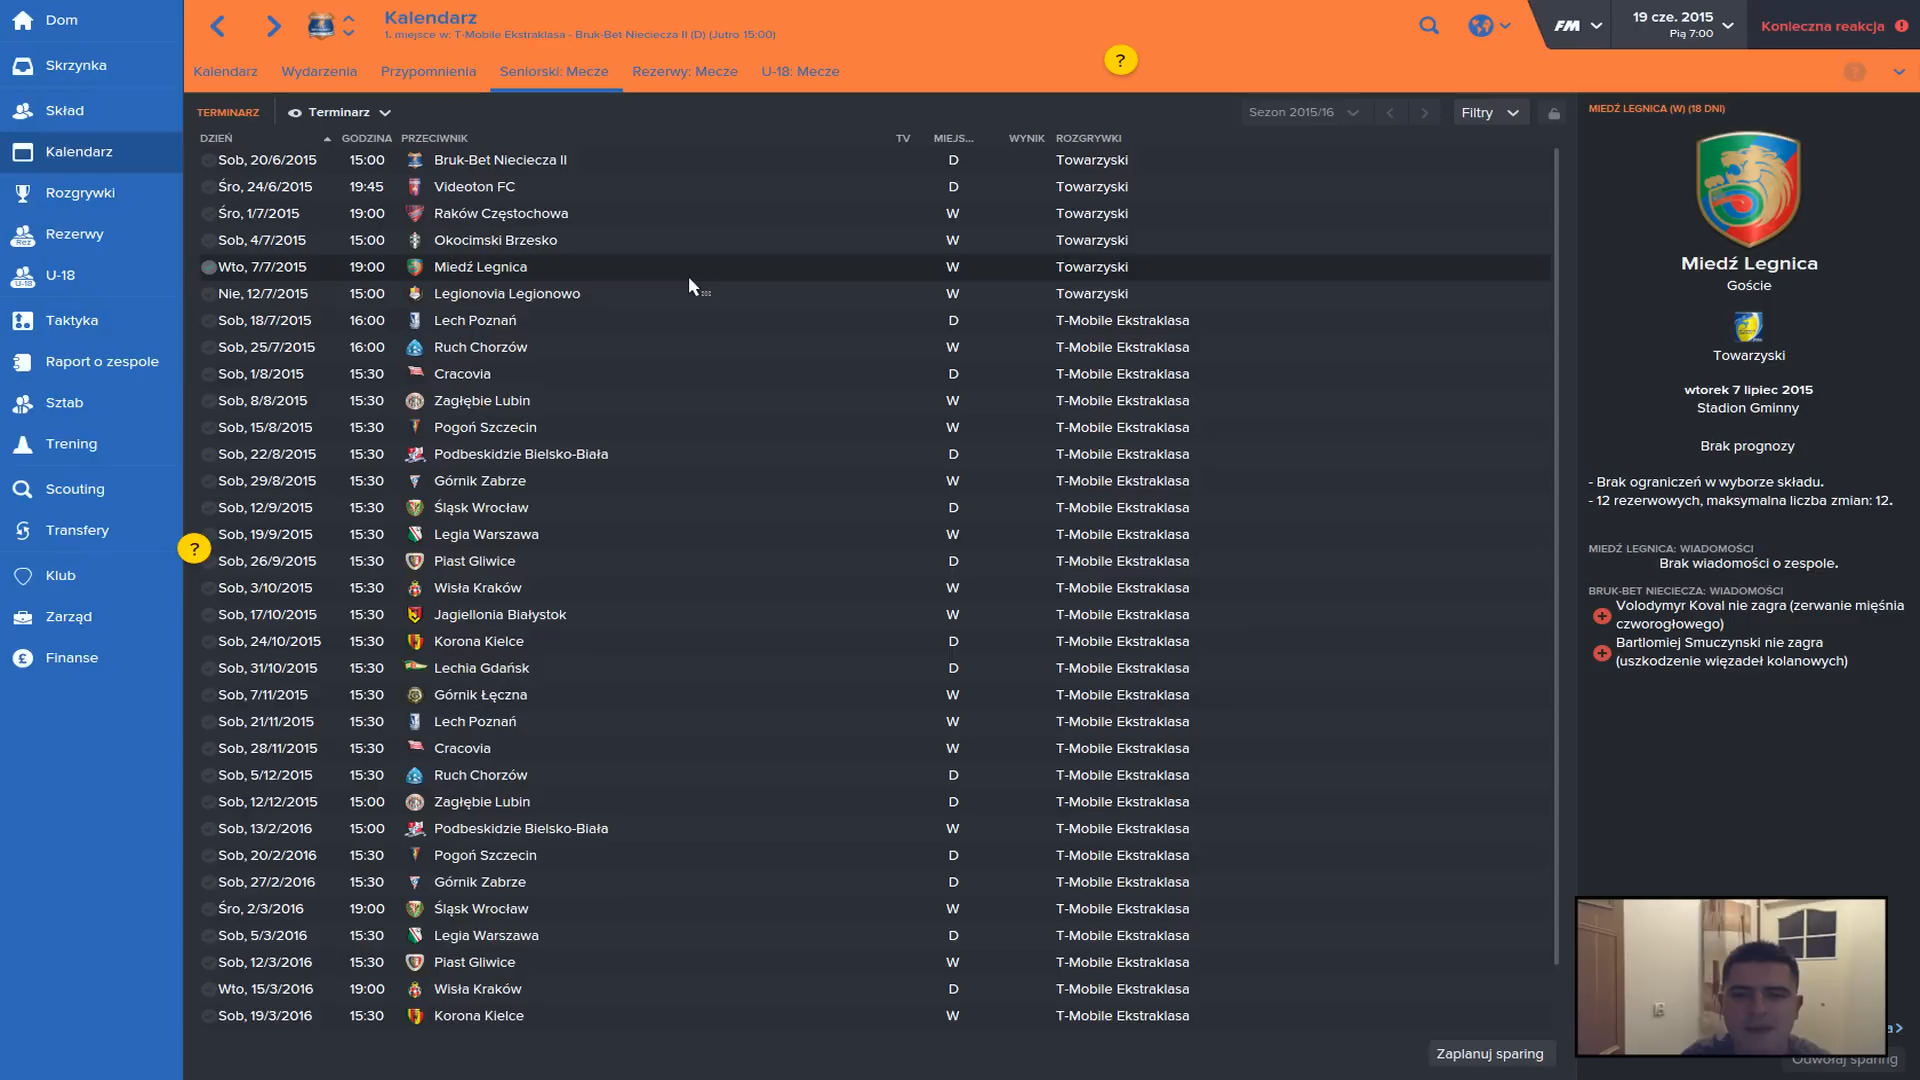 Dom
Skrzynka
Skład
Kalendarz
Rozgrywki
Rezerwy
Rez
U-18
U-18
Taktyka
Raport o zespole
Sztab
Trening
Scouting
Transfery
Klub
Zarząd
Finanse
Kalendarz
1. miejsce w: T-Mobile Ekstraklasa - Bruk-Bet Nieciecza II (D) (Jutro 15:00)
FM
19 cze. 2015
Pią 7:00
Konieczna reakcja
Kalendarz Wydarzenia Przypomnienia Seniorski: Mecze Rezerwy: Mecze U-18: Mecze
?
?
TERMINARZ Terminarz Sezon 2015/16 Filtry
DZIEŃ GODZINA PRZECIWNIK TV MIEJS... WYNIK ROZGRYWKI
Sob, 20/6/2015 15:00 Bruk-Bet Nieciecza II D Towarzyski
Śro, 24/6/2015 19:45 Videoton FC D Towarzyski
Śro, 1/7/2015 19:00 Raków Częstochowa W Towarzyski
Sob, 4/7/2015 15:00 Okocimski Brzesko W Towarzyski
Wto, 7/7/2015 19:00 Miedź Legnica W Towarzyski
Nie, 12/7/2015 15:00 Legionovia Legionowo W Towarzyski
Sob, 18/7/2015 16:00 Lech Poznań D T-Mobile Ekstraklasa
Sob, 25/7/2015 16:00 Ruch Chorzów W T-Mobile Ekstraklasa
Sob, 1/8/2015 15:30 Cracovia D T-Mobile Ekstraklasa
Sob, 8/8/2015 15:30 Zagłębie Lubin W T-Mobile Ekstraklasa
Sob, 15/8/2015 15:30 Pogoń Szczecin W T-Mobile Ekstraklasa
Sob, 22/8/2015 15:30 Podbeskidzie Bielsko-Biała D T-Mobile Ekstraklasa
Sob, 29/8/2015 15:30 Górnik Zabrze W T-Mobile Ekstraklasa
Sob, 12/9/2015 15:30 Śląsk Wrocław D T-Mobile Ekstraklasa
Sob, 19/9/2015 15:30 Legia Warszawa W T-Mobile Ekstraklasa
?
Sob, 26/9/2015 15:30 Piast Gliwice D T-Mobile Ekstraklasa
Sob, 3/10/2015 15:30 Wisła Kraków W T-Mobile Ekstraklasa
Sob, 17/10/2015 15:30 Jagiellonia Białystok W T-Mobile Ekstraklasa
Sob, 24/10/2015 15:30 Korona Kielce D T-Mobile Ekstraklasa
Sob, 31/10/2015 15:30 Lechia Gdańsk D T-Mobile Ekstraklasa
Sob, 7/11/2015 15:30 Górnik Łęczna W T-Mobile Ekstraklasa
Sob, 21/11/2015 15:30 Lech Poznań W T-Mobile Ekstraklasa
Sob, 28/11/2015 15:30 Cracovia W T-Mobile Ekstraklasa
Sob, 5/12/2015 15:30 Ruch Chorzów D T-Mobile Ekstraklasa
Sob, 12/12/2015 15:00 Zagłębie Lubin D T-Mobile Ekstraklasa
Sob, 13/2/2016 15:00 Podbeskidzie Bielsko-Biała W T-Mobile Ekstraklasa
Sob, 20/2/2016 15:30 Pogoń Szczecin D T-Mobile Ekstraklasa
Sob, 27/2/2016 15:30 Górnik Zabrze D T-Mobile Ekstraklasa
Śro, 2/3/2016 19:00 Śląsk Wrocław W T-Mobile Ekstraklasa
Sob, 5/3/2016 15:30 Legia Warszawa D T-Mobile Ekstraklasa
Sob, 12/3/2016 15:30 Piast Gliwice W T-Mobile Ekstraklasa
Wto, 15/3/2016 19:00 Wisła Kraków D T-Mobile Ekstraklasa
Sob, 19/3/2016 15:30 Korona Kielce W T-Mobile Ekstraklasa
Zaplanuj sparing
MIEDŹ LEGNICA (W) (18 DNI)
Miedź Legnica
Goście
Towarzyski
wtorek 7 lipiec 2015
Stadion Gminny
Brak prognozy
- Brak ograniczeń w wyborze składu.
- 12 rezerwowych, maksymalna liczba zmian: 12.
MIEDŹ LEGNICA: WIADOMOŚCI
Brak wiadomości o zespole.
BRUK-BET NIECIECZA: WIADOMOŚCI
Volodymyr Koval nie zagra (zerwanie mięśnia
czworogłowego)
Bartlomiej Smuczynski nie zagra
(uszkodzenie więzadeł kolanowych)
Odwołaj sparing